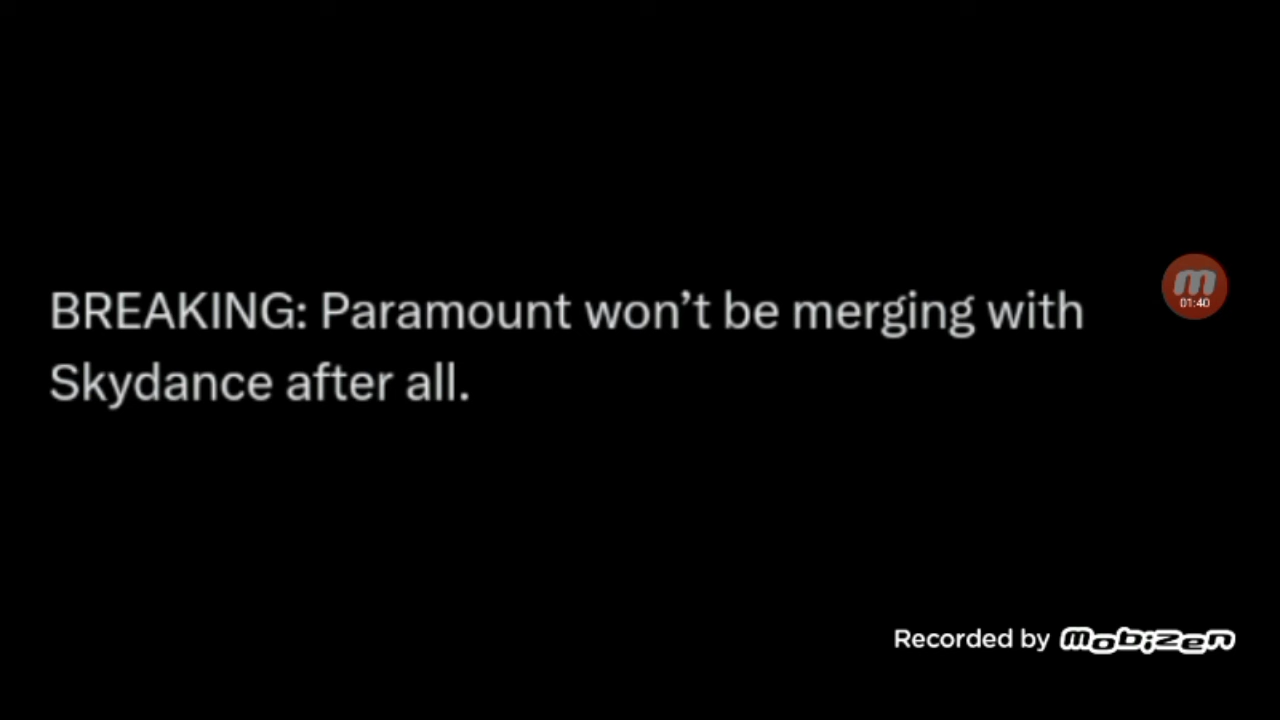 BREAKING: Paramount won’t be merging with
Skydance after all.
m
01:40
Recorded by mobizen